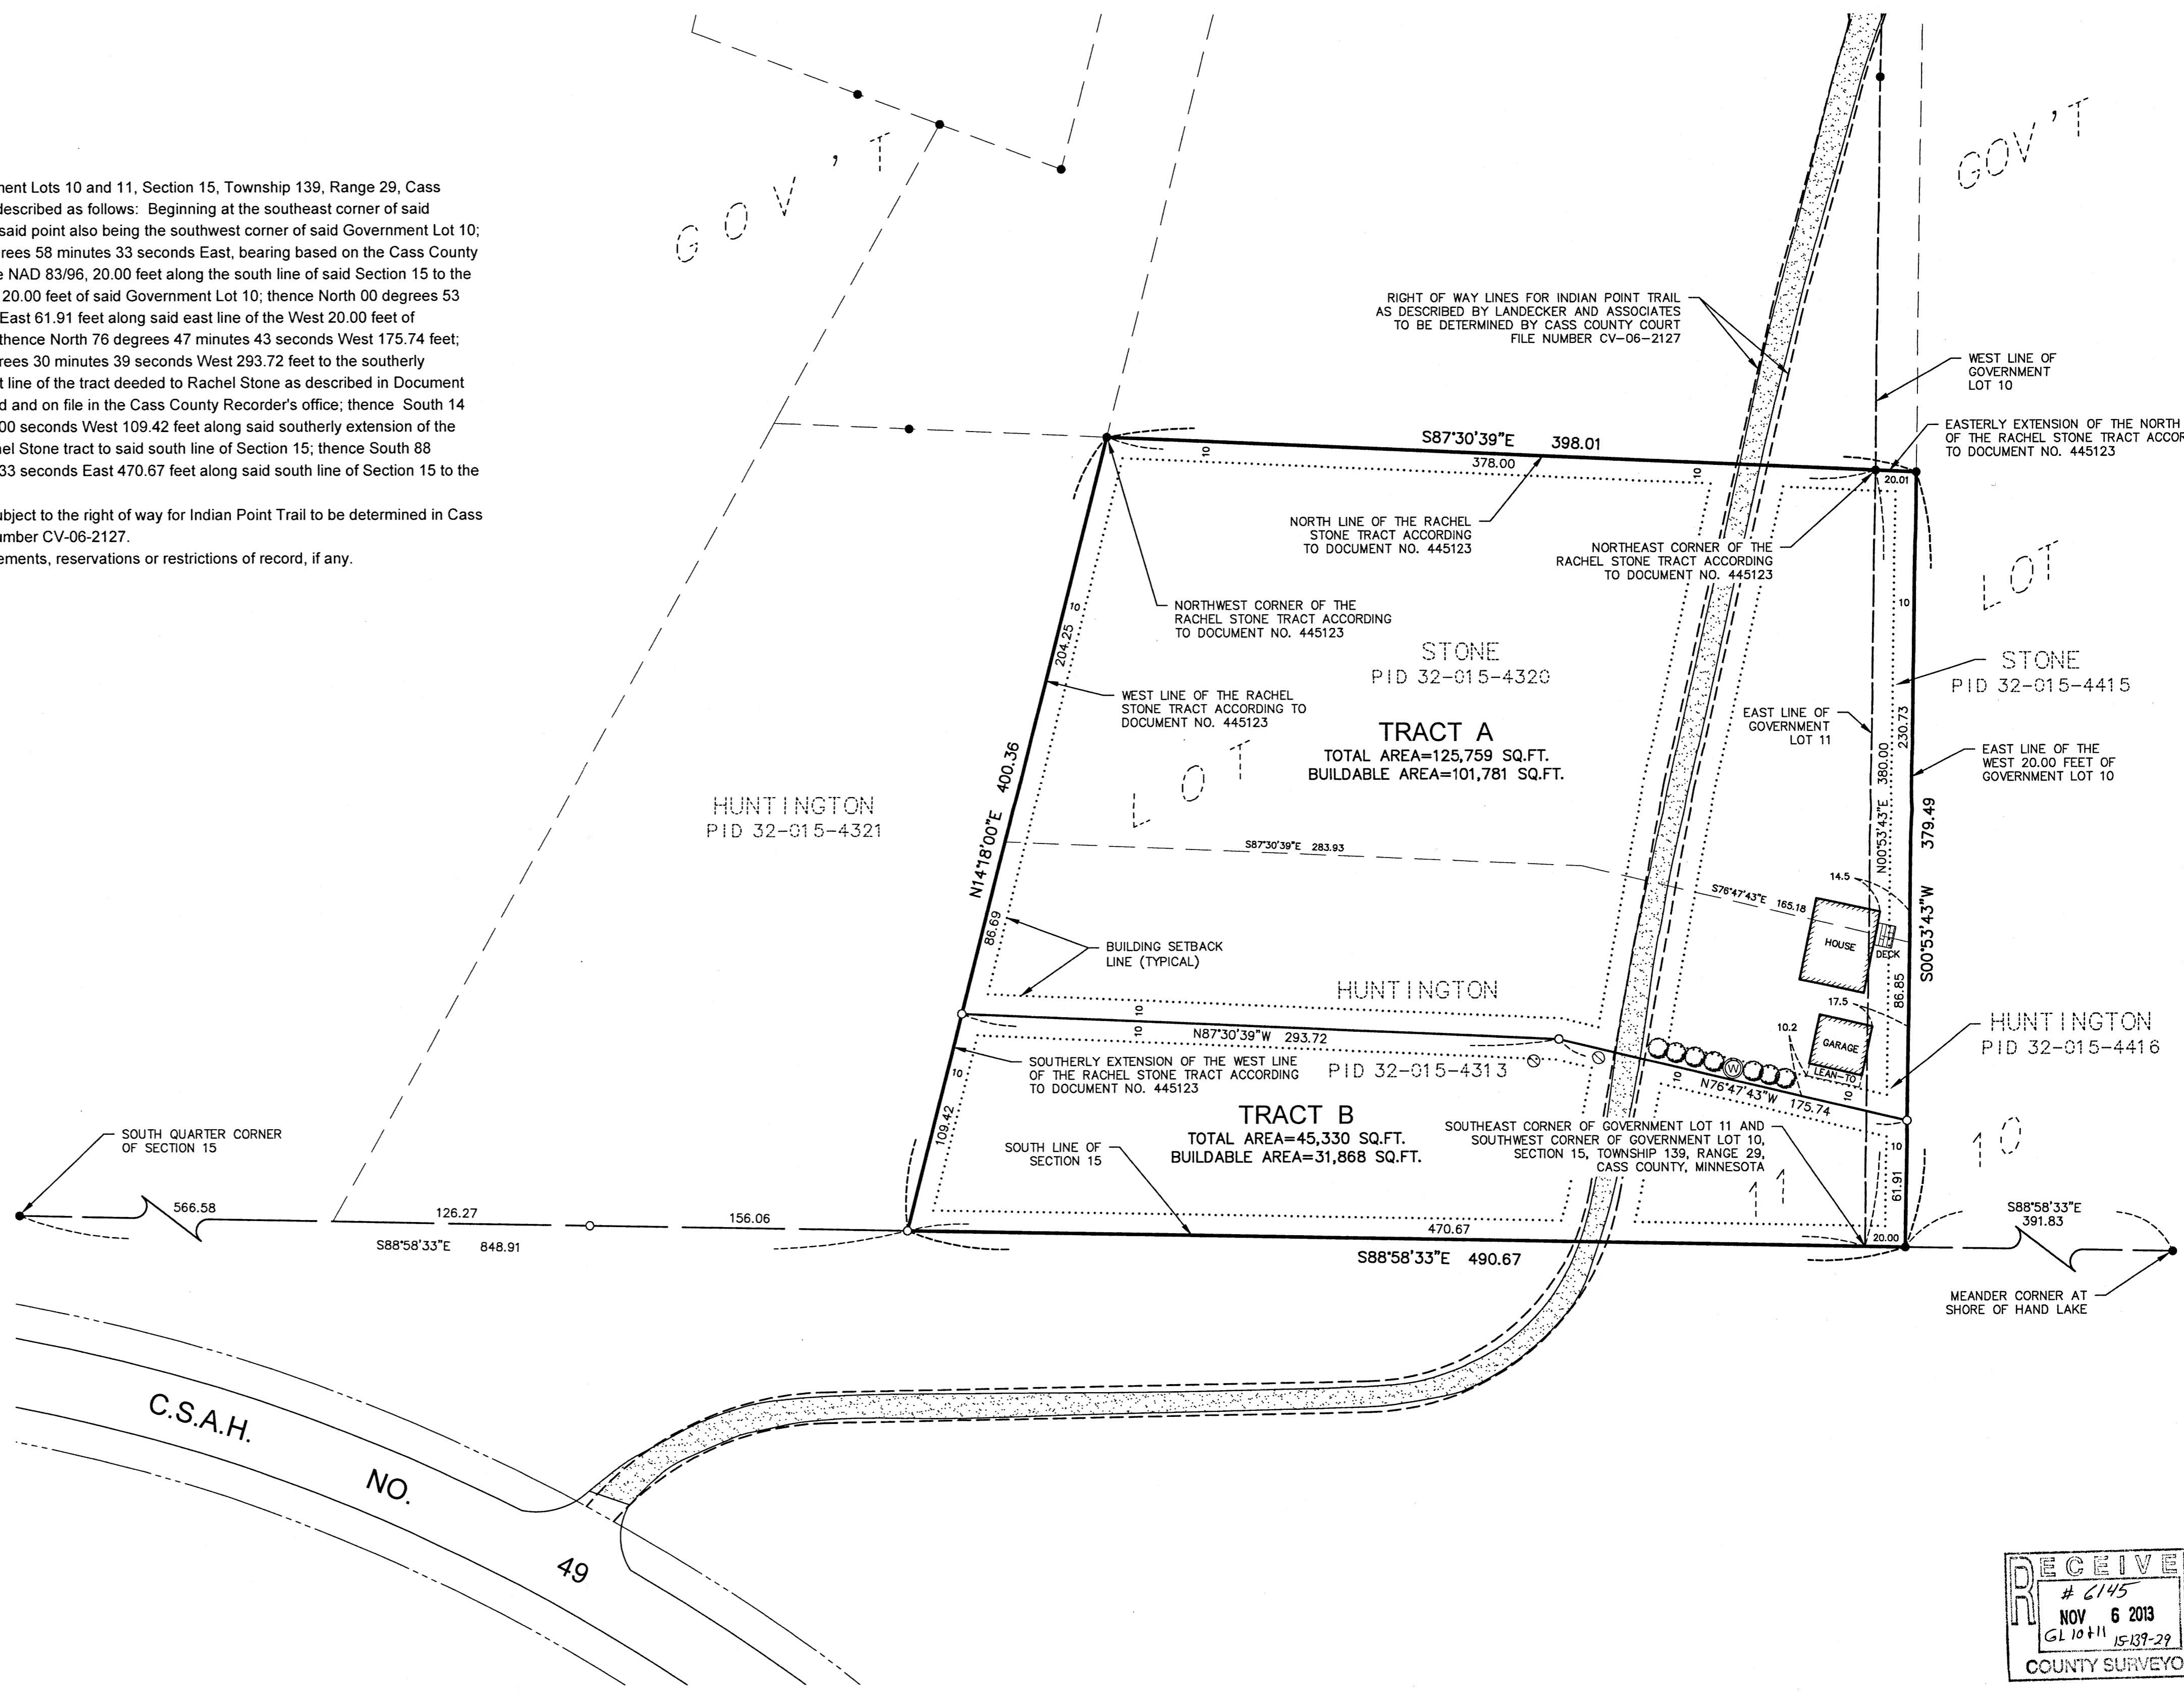 ment Lots 10 and 11, Section 15, Township 139, Range 29, Cass
described as follows: Beginning at the southeast corner of said
said point also being the southwest corner of said Government Lot 10;
rees 58 minutes 33 seconds East, bearing based on the Cass County
e NAD 83/96, 20.00 feet along the south line of said Section 15 to the
20.00 feet of said Government Lot 10; thence North 00 degrees 53
East 61.91 feet along said east line of the West 20.00 feet of
thence North 76 degrees 47 minutes 43 seconds West 175.74 feet;
rees 30 minutes 39 seconds West 293.72 feet to the southerly
t line of the tract deeded to Rachel Stone as described in Document
d and on file in the Cass County Recorder's office; thence South 14
00 seconds West 109.42 feet along said southerly extension of the
nel Stone tract to said south line of Section 15; thence South 88
33 seconds East 470.67 feet along said south line of Section 15 to the
ubject to the right of way for Indian Point Trail to be determined in Cass
umber CV-06-2127.
ements, reservations or restrictions of record, if any.
GOV'T
GOV'T
RIGHT OF WAY LINES FOR INDIAN POINT TRAIL
AS DESCRIBED BY LANDECKER AND ASSOCIATES
TO BE DETERMINED BY CASS COUNTY COURT
FILE NUMBER CV-06-2127
WEST LINE OF
GOVERNMENT
LOT 10
EASTERLY EXTENSION OF THE NORTH
OF THE RACHEL STONE TRACT ACCOR
TO DOCUMENT NO. 445123
S87°30'39"E 398.01
10
378.00
10
20.01
NORTH LINE OF THE RACHEL
STONE TRACT ACCORDING
TO DOCUMENT NO. 445123
NORTHEAST CORNER OF THE
RACHEL STONE TRACT ACCORDING
TO DOCUMENT NO. 445123
LOT
10
204.25
NORTHWEST CORNER OF THE
RACHEL STONE TRACT ACCORDING
TO DOCUMENT NO. 445123
10
STONE
PID 32-015-4320
STONE
PID 32-015-4415
WEST LINE OF THE RACHEL
STONE TRACT ACCORDING TO
DOCUMENT NO. 445123
EAST LINE OF
GOVERNMENT
LOT 11
230.73
TRACT A
TOTAL AREA=125,759 SQ.FT.
BUILDABLE AREA=101,781 SQ.FT.
EAST LINE OF THE
WEST 20.00 FEET OF
GOVERNMENT LOT 10
LOT
N14°18'00"E 400.36
N00°53'43"E 380.00
S00°53'43"W 379.49
HUNTINGTON
PID 32-015-4321
S87°30'39"E 283.93
S76°47'43"E 165.18
14.5
86.69
BUILDING SETBACK
LINE (TYPICAL)
HOUSE
DECK
86.85
HUNTINGTON
10
17.5
10.2
GARAGE
LEAN-TO
HUNTINGTON
PID 32-015-4416
N87°30'39"W 293.72
10
SOUTHERLY EXTENSION OF THE WEST LINE
OF THE RACHEL STONE TRACT ACCORDING
TO DOCUMENT NO. 445123
10
PID 32-015-4313
W
10
N76°47'43"W 175.74
10
109.42
TRACT B
TOTAL AREA=45,330 SQ.FT.
BUILDABLE AREA=31,868 SQ.FT.
SOUTHEAST CORNER OF GOVERNMENT LOT 11 AND
SOUTHWEST CORNER OF GOVERNMENT LOT 10,
SECTION 15, TOWNSHIP 139, RANGE 29,
CASS COUNTY, MINNESOTA
10
61.91
10
11
SOUTH QUARTER CORNER
OF SECTION 15
SOUTH LINE OF
SECTION 15
566.58
126.27
156.06
S88°58'33"E 848.91
470.67
20.00
S88°58'33"E 490.67
S88°58'33"E
391.83
MEANDER CORNER AT
SHORE OF HAND LAKE
C.S.A.H.
NO.
49
RECEIVE
# 6145
NOV 6 2013
GL 10+11 15-139-29
COUNTY SURVEYO